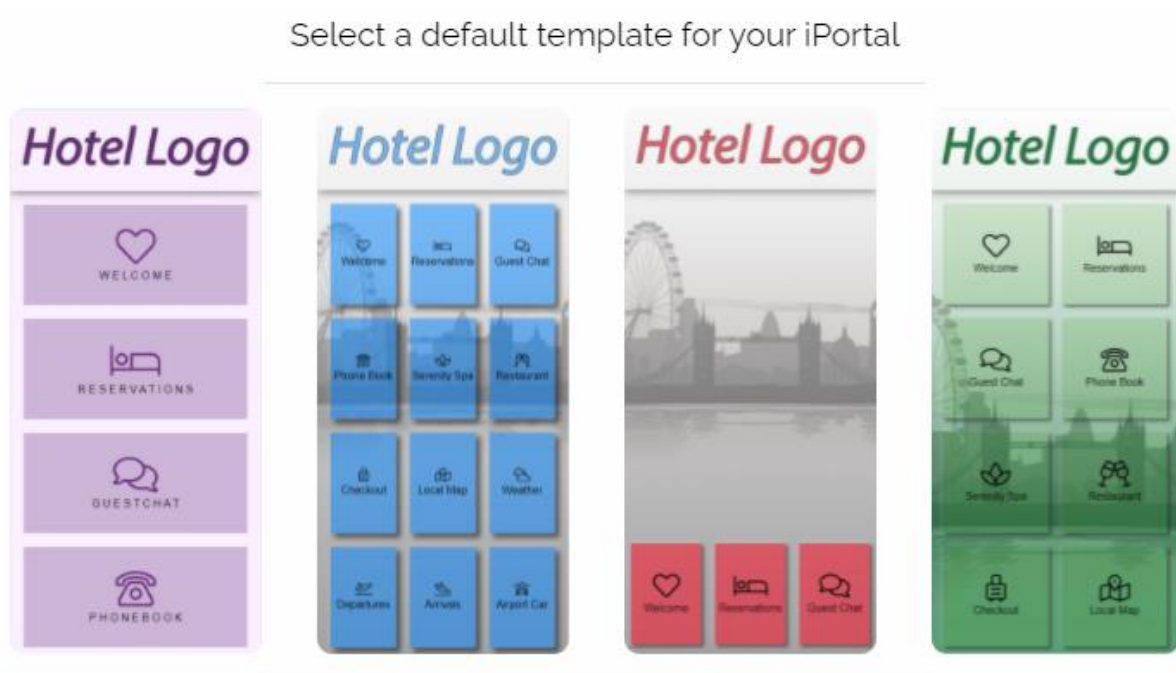 Select a default template for your iPortal
Hotel Logo
WELCOME
RESERVATIONS
GUESTCHAT
PHONEBOOK
Hotel Logo
Welcome Reservations Guest Chat
Phone Book Serenity Spa Restaurant
Checkout Local Map Weather
Departures Arrivals Airport Car
Hotel Logo
Welcome Reservations Guest Chat
Hotel Logo
Welcome Reservations
Guest Chat Phone Book
Serenity Spa Restaurant
Checkout Local Map